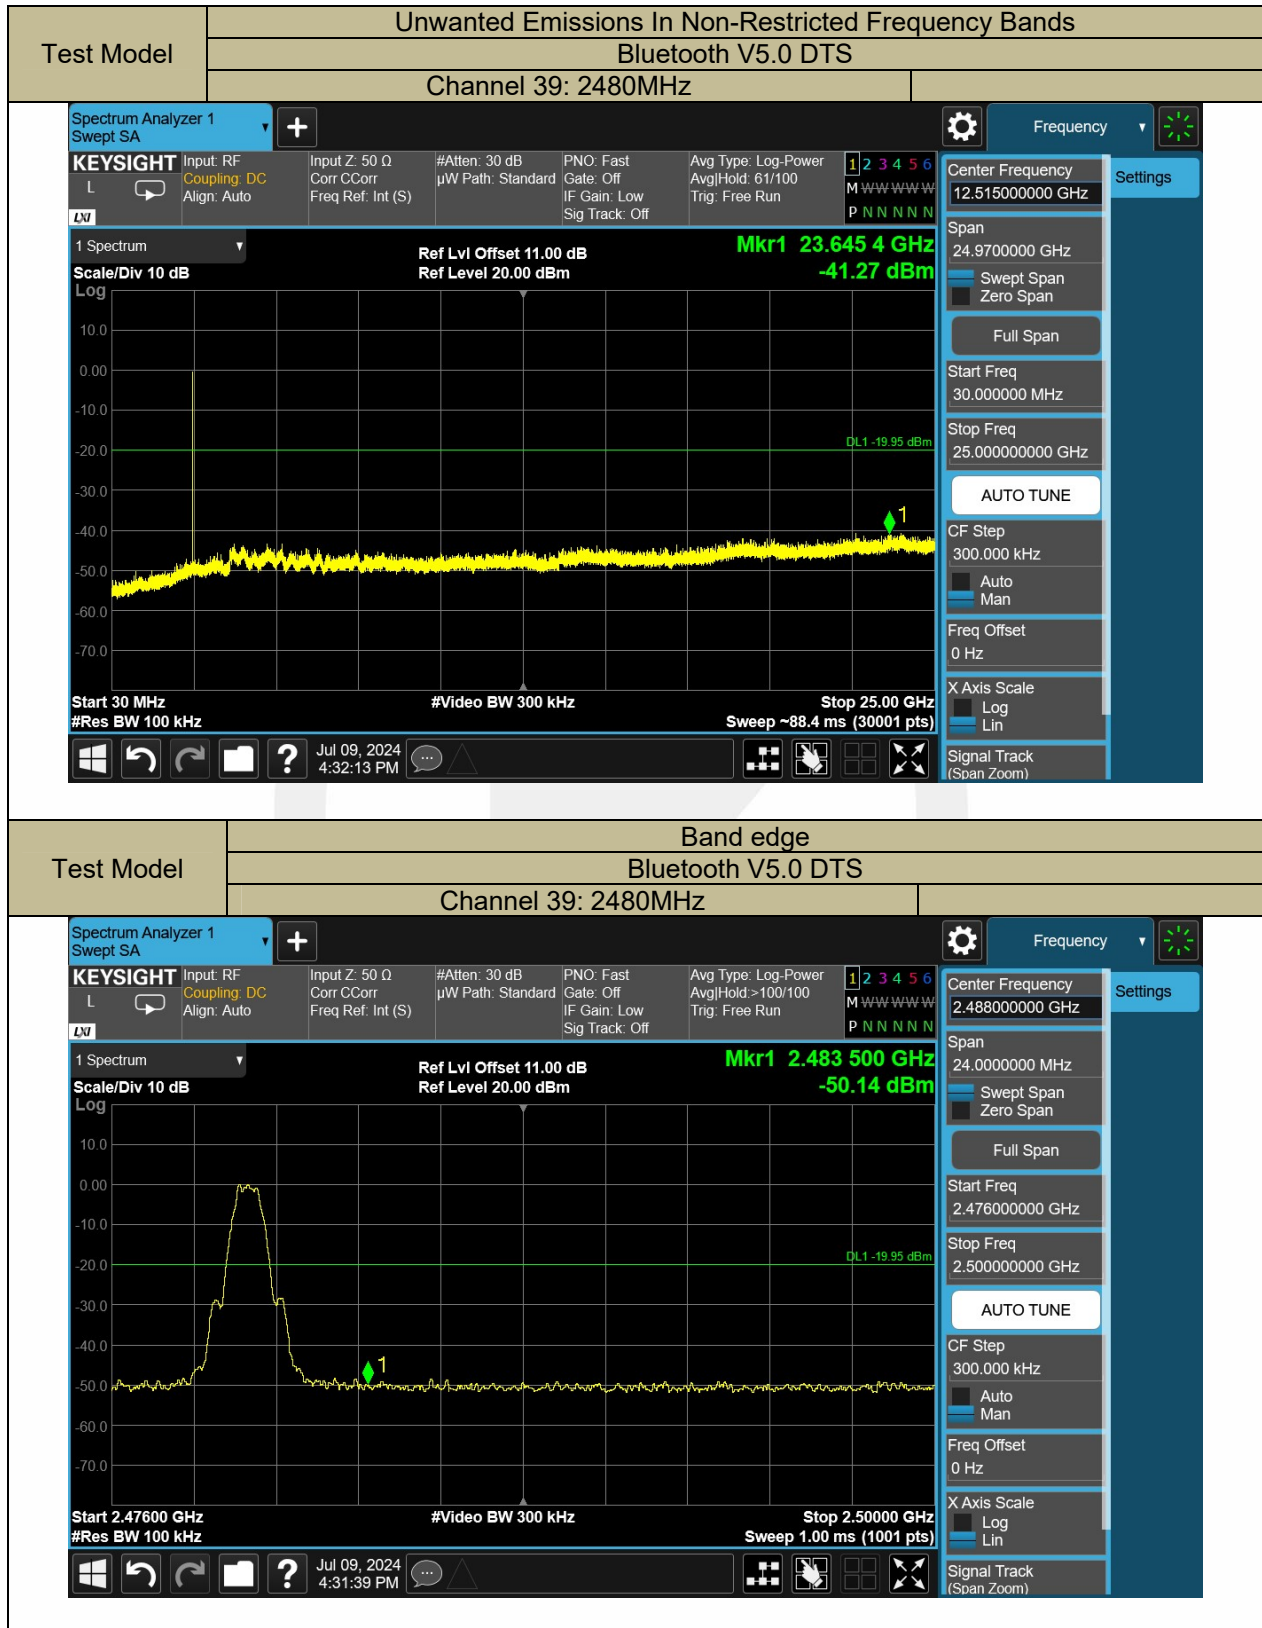 Test Model
Unwanted Emissions In Non-Restricted Frequency Bands
Bluetooth V5.0 DTS
Channel 39: 2480MHz
Spectrum Analyzer 1
Swept SA
+
Frequency
KEYSIGHT
L
LXI
Input: RF
Coupling: DC
Align: Auto
Input Z: 50 Ω
Corr CCorr
Freq Ref: Int (S)
#Atten: 30 dB
µW Path: Standard
PNO: Fast
Gate: Off
IF Gain: Low
Sig Track: Off
Avg Type: Log-Power
Avg|Hold: 61/100
Trig: Free Run
1 2 3 4 5 6
M W W W W W
P N N N N N
1 Spectrum
Scale/Div 10 dB
Log
Ref Lvl Offset 11.00 dB
Ref Level 20.00 dBm
Mkr1 23.645 4 GHz
-41.27 dBm
10.0
0.00
-10.0
-20.0
-30.0
-40.0
-50.0
-60.0
-70.0
DL1 -19.95 dBm
1
Start 30 MHz
#Res BW 100 kHz
#Video BW 300 kHz
Stop 25.00 GHz
Sweep ~88.4 ms (30001 pts)
?
Jul 09, 2024
4:32:13 PM
Center Frequency
12.515000000 GHz
Settings
Span
24.9700000 GHz
Swept Span
Zero Span
Full Span
Start Freq
30.000000 MHz
Stop Freq
25.000000000 GHz
AUTO TUNE
CF Step
300.000 kHz
Auto
Man
Freq Offset
0 Hz
X Axis Scale
Log
Lin
Signal Track
(Span Zoom)
Test Model
Band edge
Bluetooth V5.0 DTS
Channel 39: 2480MHz
Spectrum Analyzer 1
Swept SA
+
Frequency
KEYSIGHT
L
LXI
Input: RF
Coupling: DC
Align: Auto
Input Z: 50 Ω
Corr CCorr
Freq Ref: Int (S)
#Atten: 30 dB
µW Path: Standard
PNO: Fast
Gate: Off
IF Gain: Low
Sig Track: Off
Avg Type: Log-Power
Avg|Hold:>100/100
Trig: Free Run
1 2 3 4 5 6
M W W W W W
P N N N N N
1 Spectrum
Scale/Div 10 dB
Log
Ref Lvl Offset 11.00 dB
Ref Level 20.00 dBm
Mkr1 2.483 500 GHz
-50.14 dBm
10.0
0.00
-10.0
-20.0
-30.0
-40.0
-50.0
-60.0
-70.0
DL1 -19.95 dBm
1
Start 2.47600 GHz
#Res BW 100 kHz
#Video BW 300 kHz
Stop 2.50000 GHz
Sweep 1.00 ms (1001 pts)
?
Jul 09, 2024
4:31:39 PM
Center Frequency
2.488000000 GHz
Settings
Span
24.0000000 MHz
Swept Span
Zero Span
Full Span
Start Freq
2.476000000 GHz
Stop Freq
2.500000000 GHz
AUTO TUNE
CF Step
300.000 kHz
Auto
Man
Freq Offset
0 Hz
X Axis Scale
Log
Lin
Signal Track
(Span Zoom)